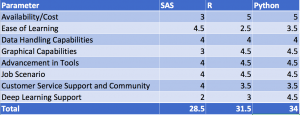 Parameter SAS R Python
Availability/Cost 3 5 5
Ease of Learning 4.5 2.5 3.5
Data Handling Capabilities 4 4 4
Graphical Capabilities 3 4.5 4.5
Advancement in Tools 4 4.5 4.5
Job Scenario 4 4.5 4.5
Customer Service Support and Community 4 3.5 3.5
Deep Learning Support 2 3 4.5
Total 28.5 31.5 34